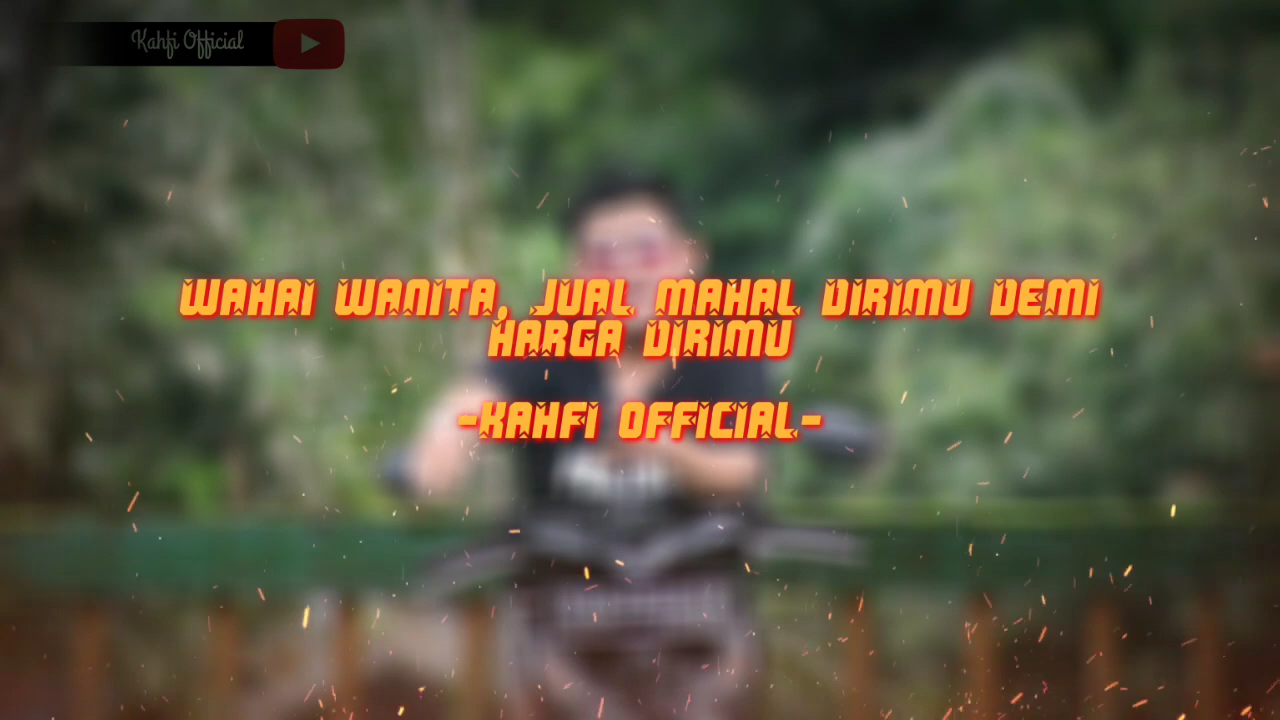 Kahfi Official
WAHAI WANITA, JUAL MAHAL DIRIMU DEMI
HARGA DIRIMU
-KAHFI OFFICIAL-